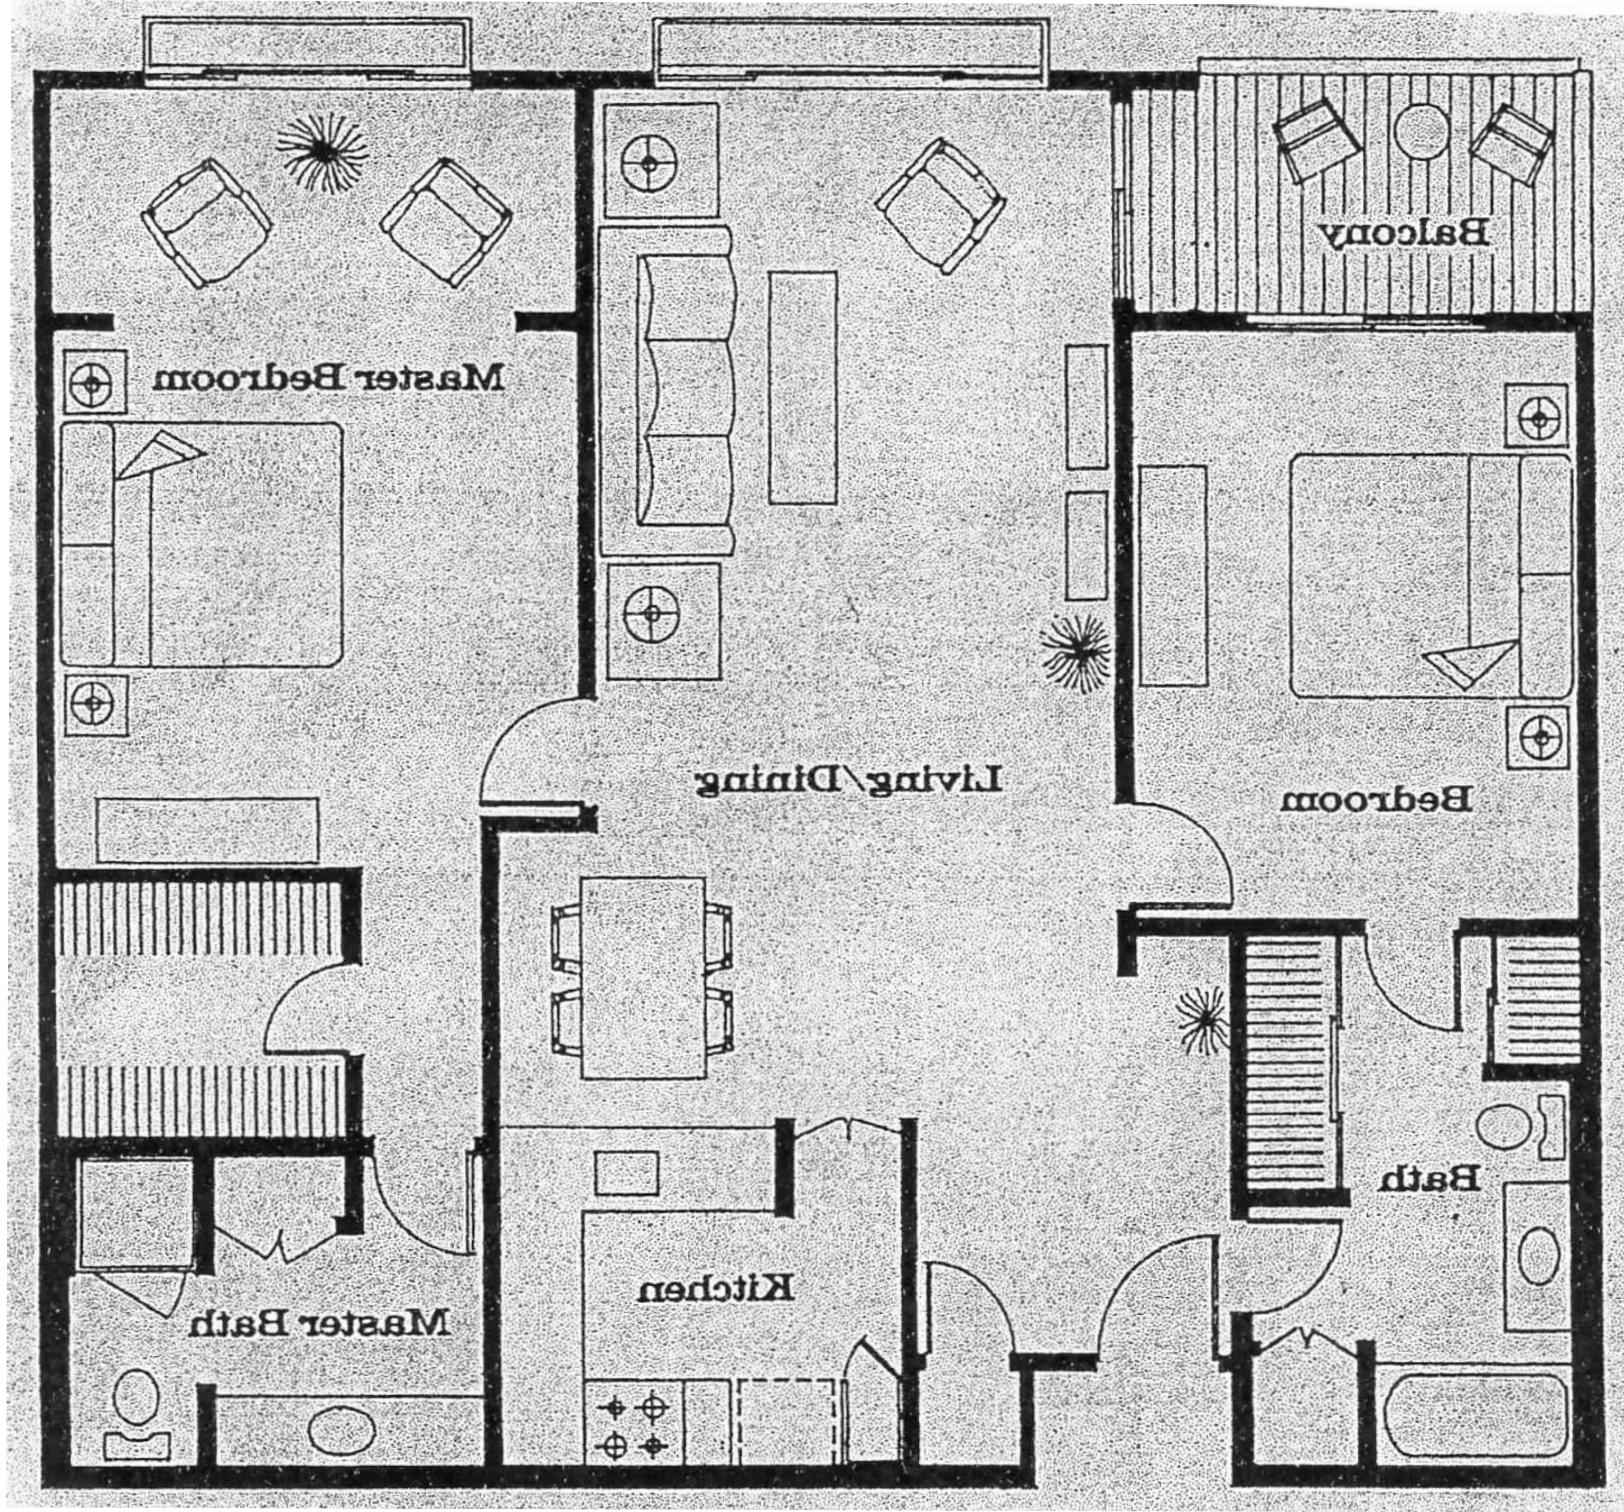 Balcony
Master Bedroom
Living/Dining
Bedroom
Bath
Kitchen
Master Bath